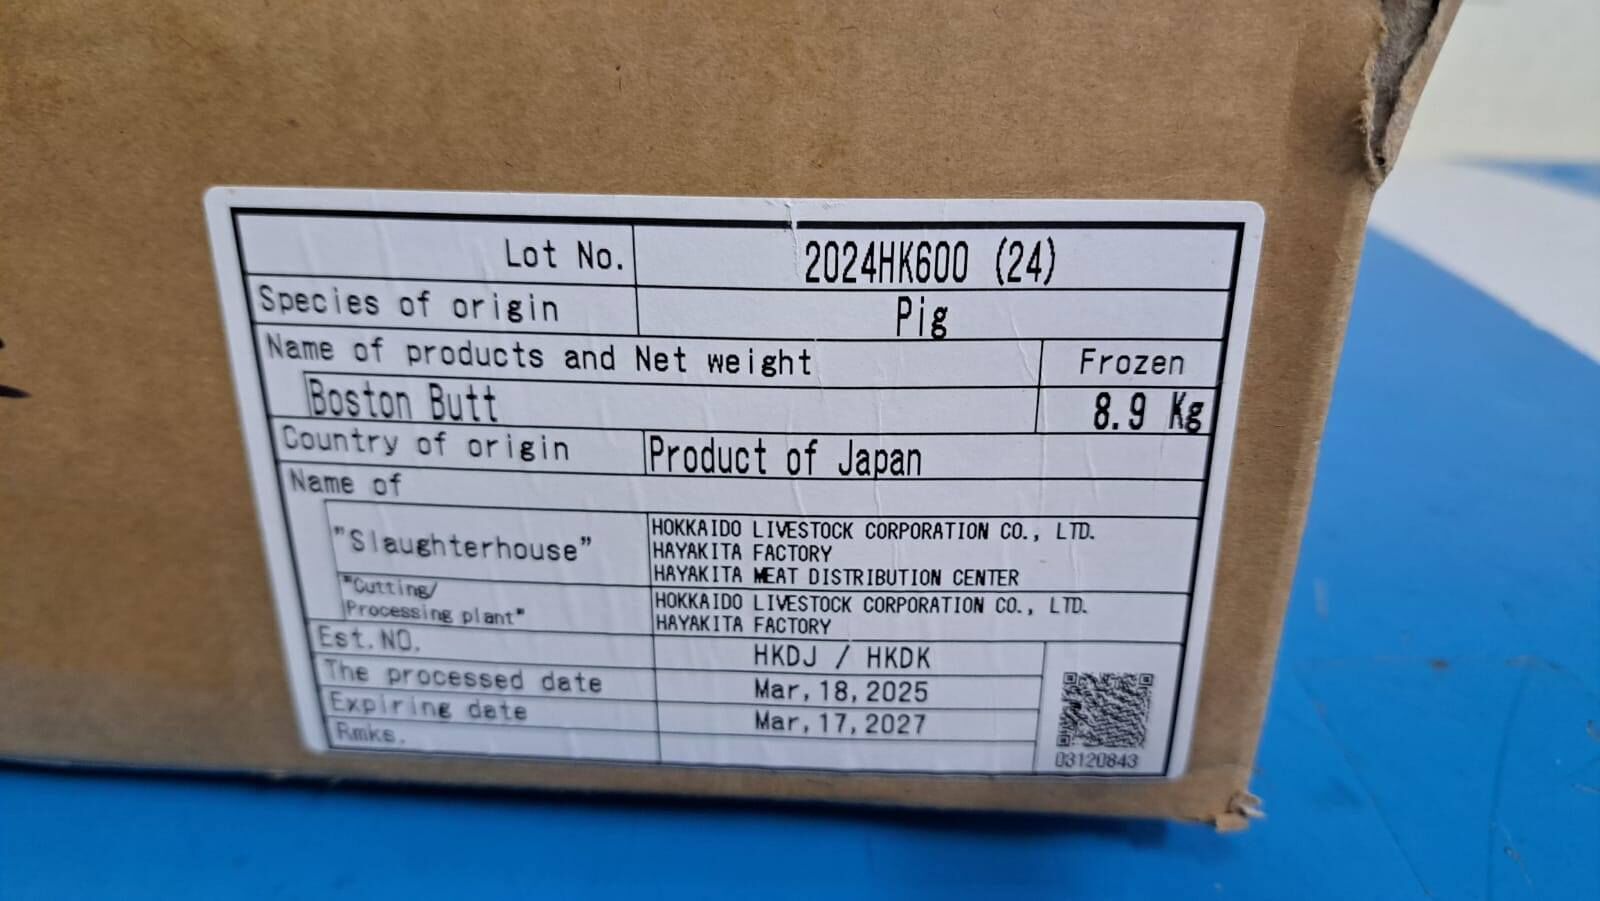 Lot No. 2024HK600 (24)
Species of origin Pig
Name of products and Net weight Frozen
Boston Butt 8.9 Kg
Country of origin Product of Japan
Name of
"Slaughterhouse" HOKKAIDO LIVESTOCK CORPORATION CO., LTD.
HAYAKITA FACTORY
HAYAKITA MEAT DISTRIBUTION CENTER
"Cutting/
Processing plant" HOKKAIDO LIVESTOCK CORPORATION CO., LTD.
HAYAKITA FACTORY
Est.NO. HKDJ / HKDK
The processed date Mar,18,2025
Expiring date Mar,17,2027
Rmks.
03120843